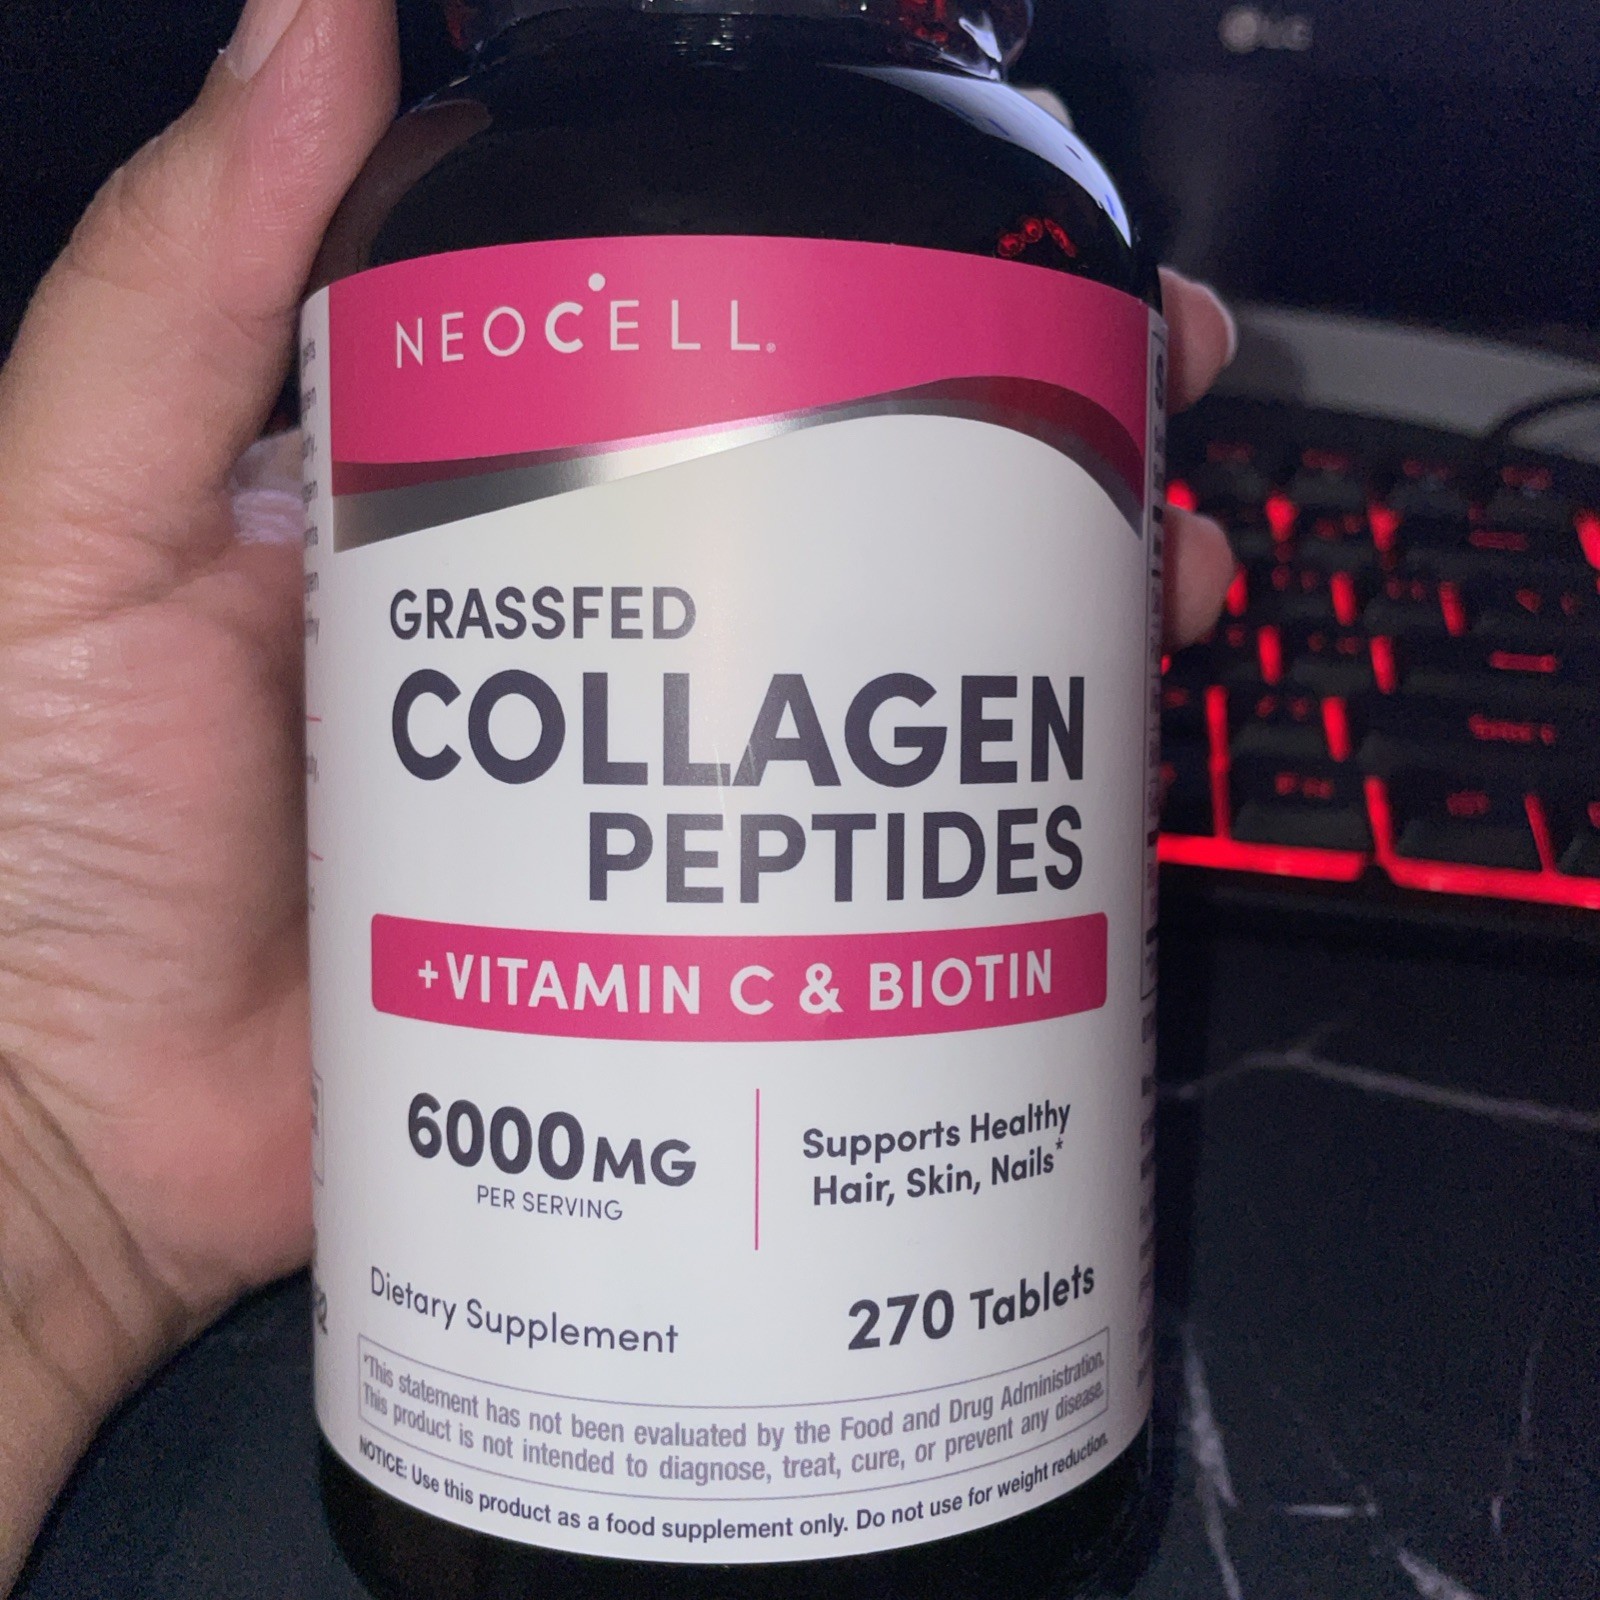 NEOCELL®
GRASSFED
COLLAGEN
PEPTIDES
+VITAMIN C & BIOTIN
6000MG
PER SERVING
Supports Healthy
Hair, Skin, Nails*
Dietary Supplement
270 Tablets
*This statement has not been evaluated by the Food and Drug Administration.
This product is not intended to diagnose, treat, cure, or prevent any disease.
NOTICE: Use this product as a food supplement only. Do not use for weight reduction.
LG